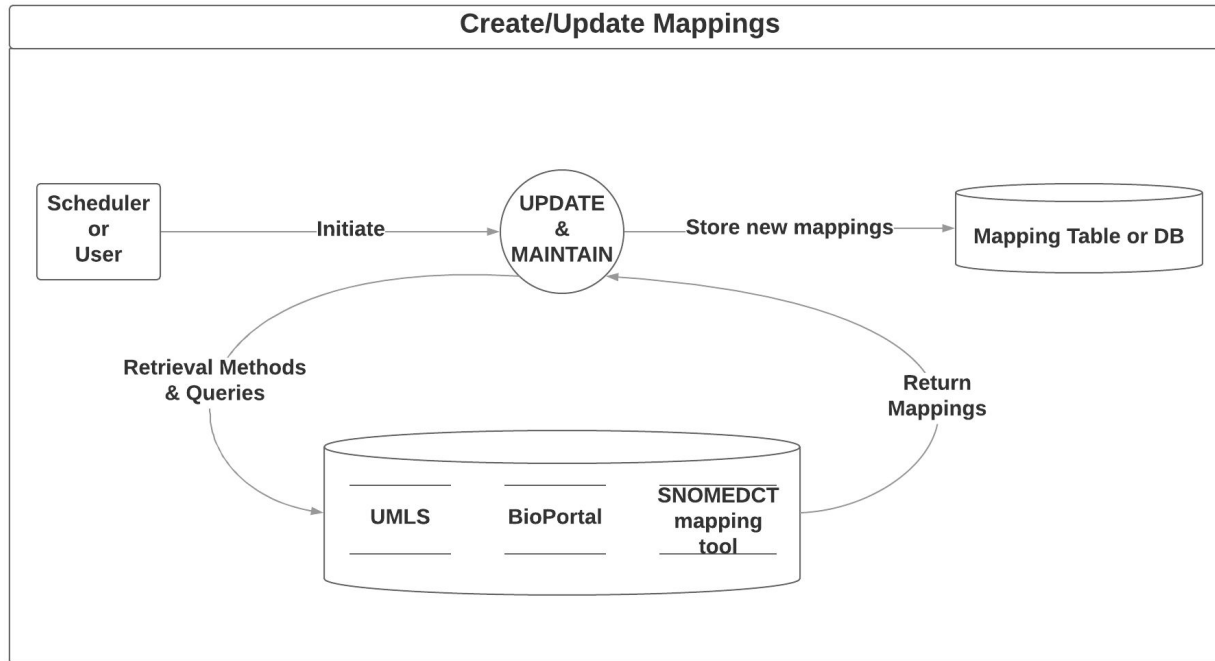 Create/Update Mappings
Scheduler
or
User
Initiate
UPDATE
&
MAINTAIN
Store new mappings
Mapping Table or DB
Retrieval Methods
& Queries
Return
Mappings
UMLS
BioPortal
SNOMEDCT
mapping
tool